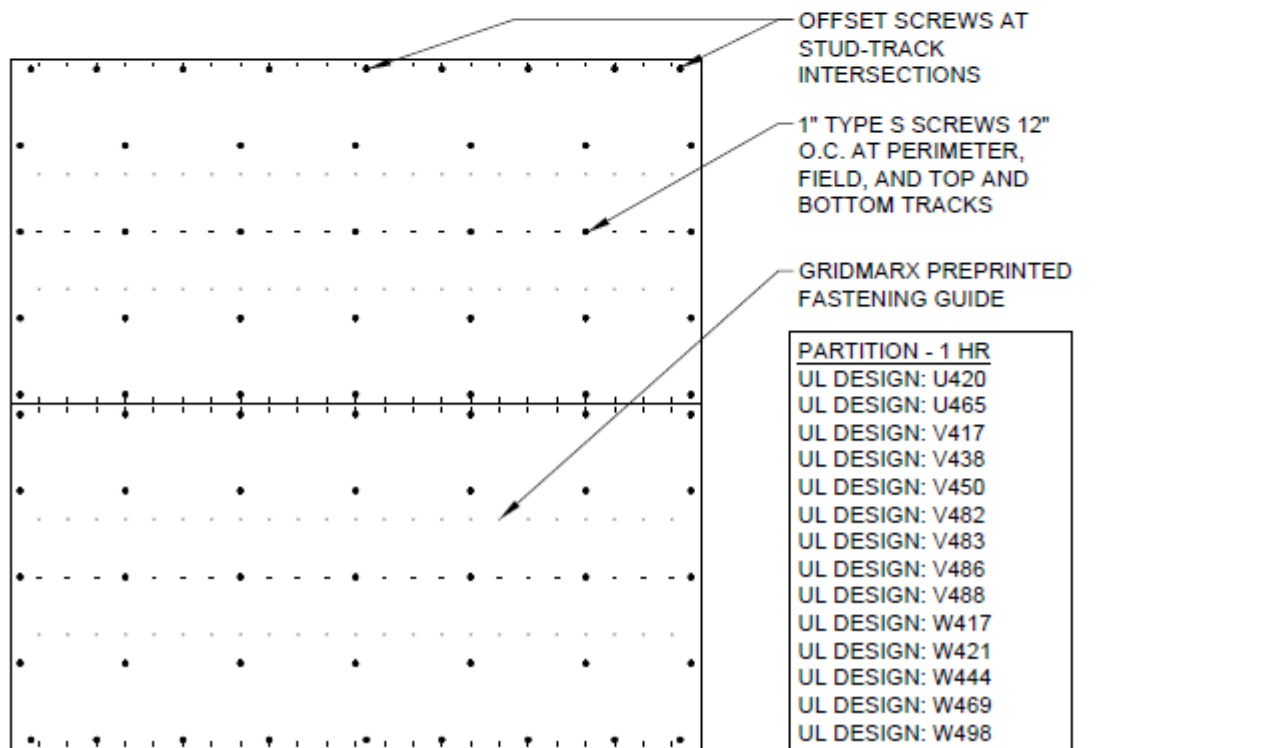 OFFSET SCREWS AT
STUD-TRACK
INTERSECTIONS
1" TYPE S SCREWS 12"
O.C. AT PERIMETER,
FIELD, AND TOP AND
BOTTOM TRACKS
GRIDMARX PREPRINTED
FASTENING GUIDE
PARTITION - 1 HR
UL DESIGN: U420
UL DESIGN: U465
UL DESIGN: V417
UL DESIGN: V438
UL DESIGN: V450
UL DESIGN: V482
UL DESIGN: V483
UL DESIGN: V486
UL DESIGN: V488
UL DESIGN: W417
UL DESIGN: W421
UL DESIGN: W444
UL DESIGN: W469
UL DESIGN: W498